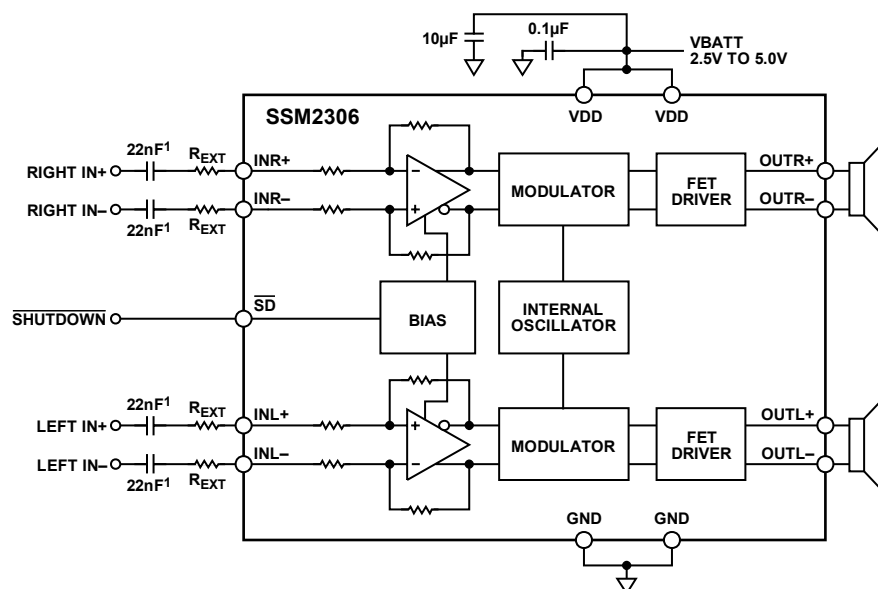 10µF
0.1µF
VBATT
2.5V TO 5.0V
SSM2306
VDD
VDD
22nF1
REXT
RIGHT IN+
INR+
−
MODULATOR
FET
DRIVER
OUTR+
RIGHT IN–
INR–
+
OUTR–
22nF1
REXT
SHUTDOWN
SD
BIAS
INTERNAL
OSCILLATOR
22nF1
REXT
LEFT IN+
INL+
+
MODULATOR
FET
DRIVER
OUTL+
LEFT IN–
INL–
−
OUTL–
22nF1
REXT
GND
GND